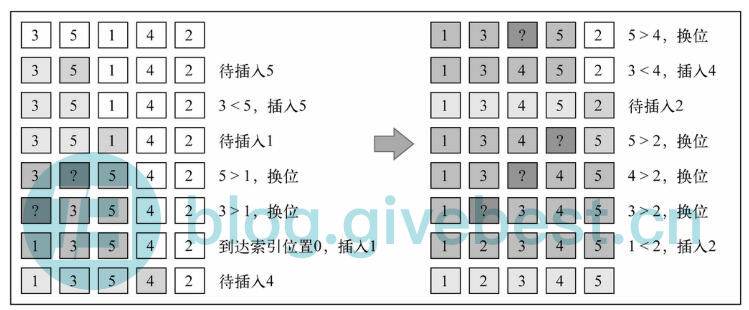 3 5 1 4 2
3 5 1 4 2 待插入5
3 5 1 4 2 3 < 5，插入5
3 5 1 4 2 待插入1
3 ? 5 4 2 5 > 1，换位
? 3 5 4 2 3 > 1，换位
1 3 5 4 2 到达索引位置0，插入1
1 3 5 4 2 待插入4
1 3 ? 5 2 5 > 4，换位
1 3 4 5 2 3 < 4，插入4
1 3 4 5 2 待插入2
1 3 4 ? 5 5 > 2，换位
1 3 ? 4 5 4 > 2，换位
1 ? 3 4 5 3 > 2，换位
1 2 3 4 5 1 < 2，插入2
1 2 3 4 5
blog.givebest.cn